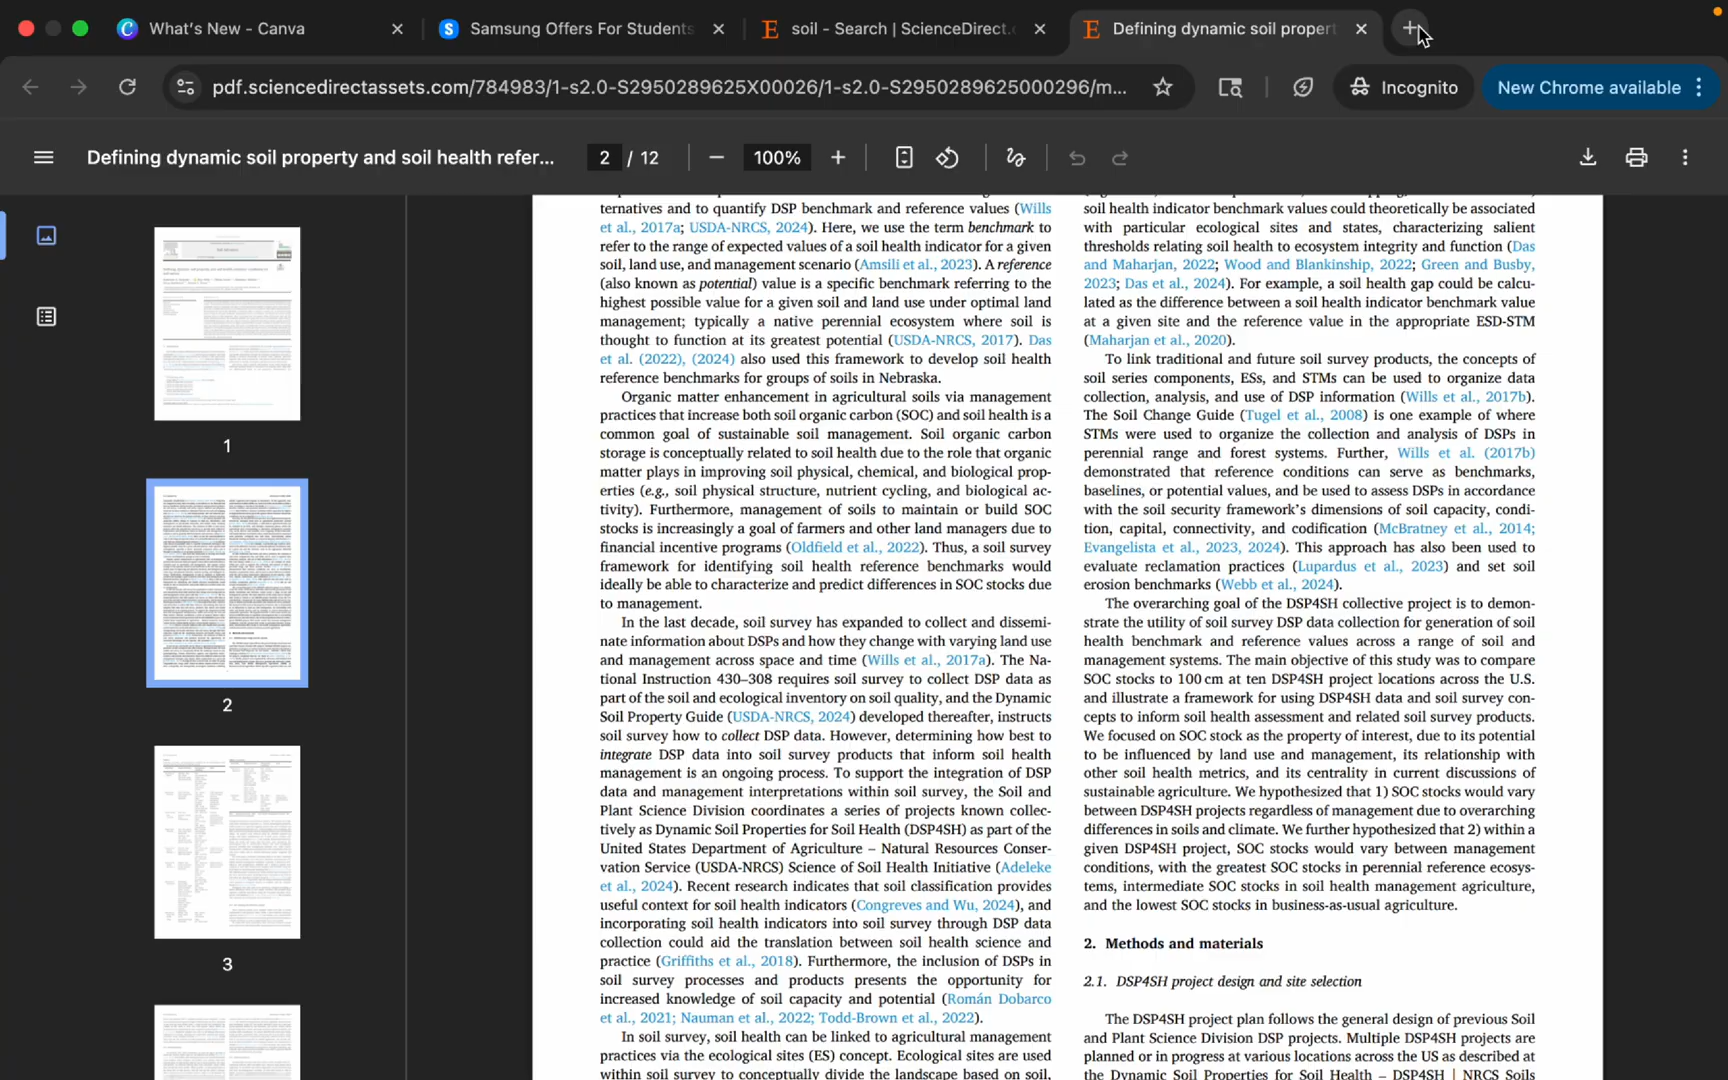 What's New - Canva
Samsung Offers For Students
soil - Search | ScienceDirect.c
Defining dynamic soil propert
pdf.sciencedirectassets.com/784983/1-s2.0-S2950289625X00026/1-s2.0-S2950289625000296/m...
Incognito
New Chrome available
Defining dynamic soil property and soil health refer...
2 / 12
100%
1
2
3
ternatives and to quantify DSP benchmark and reference values (Wills
et al., 2017a; USDA-NRCS, 2024). Here, we use the term benchmark to
refer to the range of expected values of a soil health indicator for a given
soil, land use, and management scenario (Amsili et al., 2023). A reference
(also known as potential) value is a specific benchmark referring to the
highest possible value for a given soil and land use under optimal land
management; typically a native perennial ecosystem where soil is
thought to function at its greatest potential (USDA-NRCS, 2017). Das
et al. (2022), (2024) also used this framework to develop soil health
reference benchmarks for groups of soils in Nebraska.
Organic matter enhancement in agricultural soils via management
practices that increase both soil organic carbon (SOC) and soil health is a
common goal of sustainable soil management. Soil organic carbon
storage is conceptually related to soil health due to the role that organic
matter plays in improving soil physical, chemical, and biological prop-
erties (e.g., soil physical structure, nutrient cycling, and biological ac-
tivity). Furthermore, management of soils to maintain or build SOC
stocks is increasingly a goal of farmers and other land managers due to
financial incentive programs (Oldfield et al., 2022). Thus, a soil survey
framework for identifying soil health reference benchmarks would
ideally be able to characterize and predict differences in SOC stocks due
to management.
In the last decade, soil survey has expanded to collect and dissemi-
nate information about DSPs and how they change with varying land use
and management across space and time (Wills et al., 2017a). The Na-
tional Instruction 430–308 requires soil survey to collect DSP data as
part of the soil and ecological inventory on soil quality, and the Dynamic
Soil Property Guide (USDA-NRCS, 2024) developed thereafter, instructs
soil survey how to collect DSP data. However, determining how best to
integrate DSP data into soil survey products that inform soil health
management is an ongoing process. To support the integration of DSP
data and management interpretations within soil survey, the Soil and
Plant Science Division coordinates a series of projects known collec-
tively as Dynamic Soil Properties for Soil Health (DSP4SH) as part of the
United States Department of Agriculture – Natural Resources Conser-
vation Service (USDA-NRCS) Science of Soil Health Initiative (Adeleke
et al., 2024). Recent research indicates that soil classification provides
useful context for soil health indicators (Congreves and Wu, 2024), and
incorporating soil health indicators into soil survey through DSP data
collection could aid the translation between soil health science and
practice (Griffiths et al., 2018). Furthermore, the inclusion of DSPs in
soil survey processes and products presents the opportunity for
increased knowledge of soil capacity and potential (Román Dobarco
et al., 2021; Nauman et al., 2022; Todd-Brown et al., 2022).
In soil survey, soil health can be linked to agricultural management
practices via the ecological sites (ES) concept. Ecological sites are used
within soil survey to conceptually divide the landscape based on soil,
soil health indicator benchmark values could theoretically be associated
with particular ecological sites and states, characterizing salient
thresholds relating soil health to ecosystem integrity and function (Das
and Maharjan, 2022; Wood and Blankinship, 2022; Green and Busby,
2023; Das et al., 2024). For example, a soil health gap could be calcu-
lated as the difference between a soil health indicator benchmark value
at a given site and the reference value in the appropriate ESD-STM
(Maharjan et al., 2020).
To link traditional and future soil survey products, the concepts of
soil series components, ESs, and STMs can be used to organize data
collection, analysis, and use of DSP information (Wills et al., 2017b).
The Soil Change Guide (Tugel et al., 2008) is one example of where
STMs were used to organize the collection and analysis of DSPs in
perennial range and forest systems. Further, Wills et al. (2017b)
demonstrated that reference conditions can serve as benchmarks,
baselines, or potential values, and be used to assess DSPs in accordance
with the soil security framework's dimensions of soil capacity, condi-
tion, capital, connectivity, and codification (McBratney et al., 2014;
Evangelista et al., 2023, 2024). This approach has also been used to
evaluate reclamation practices (Lupardus et al., 2023) and set soil
erosion benchmarks (Webb et al., 2024).
The overarching goal of the DSP4SH collective project is to demon-
strate the utility of soil survey DSP data collection for generation of soil
health benchmark and reference values across a range of soil and
management systems. The main objective of this study was to compare
SOC stocks to 100 cm at ten DSP4SH project locations across the U.S.
and illustrate a framework for using DSP4SH data and soil survey con-
cepts to inform soil health assessment and related soil survey products.
We focused on SOC stock as the property of interest, due to its potential
to be influenced by land use and management, its relationship with
other soil health metrics, and its centrality in current discussions of
sustainable agriculture. We hypothesized that 1) SOC stocks would vary
between DSP4SH projects regardless of management due to overarching
differences in soils and climate. We further hypothesized that 2) within a
given DSP4SH project, SOC stocks would vary between management
conditions, with the greatest SOC stocks in perennial reference ecosys-
tems, intermediate SOC stocks in soil health management agriculture,
and the lowest SOC stocks in business-as-usual agriculture.
2. Methods and materials
2.1. DSP4SH project design and site selection
The DSP4SH project plan follows the general design of previous Soil
and Plant Science Division DSP projects. Multiple DSP4SH projects are
planned or in progress at various locations across the US as described at
the Dynamic Soil Properties for Soil Health – DSP4SH | NRCS Soils